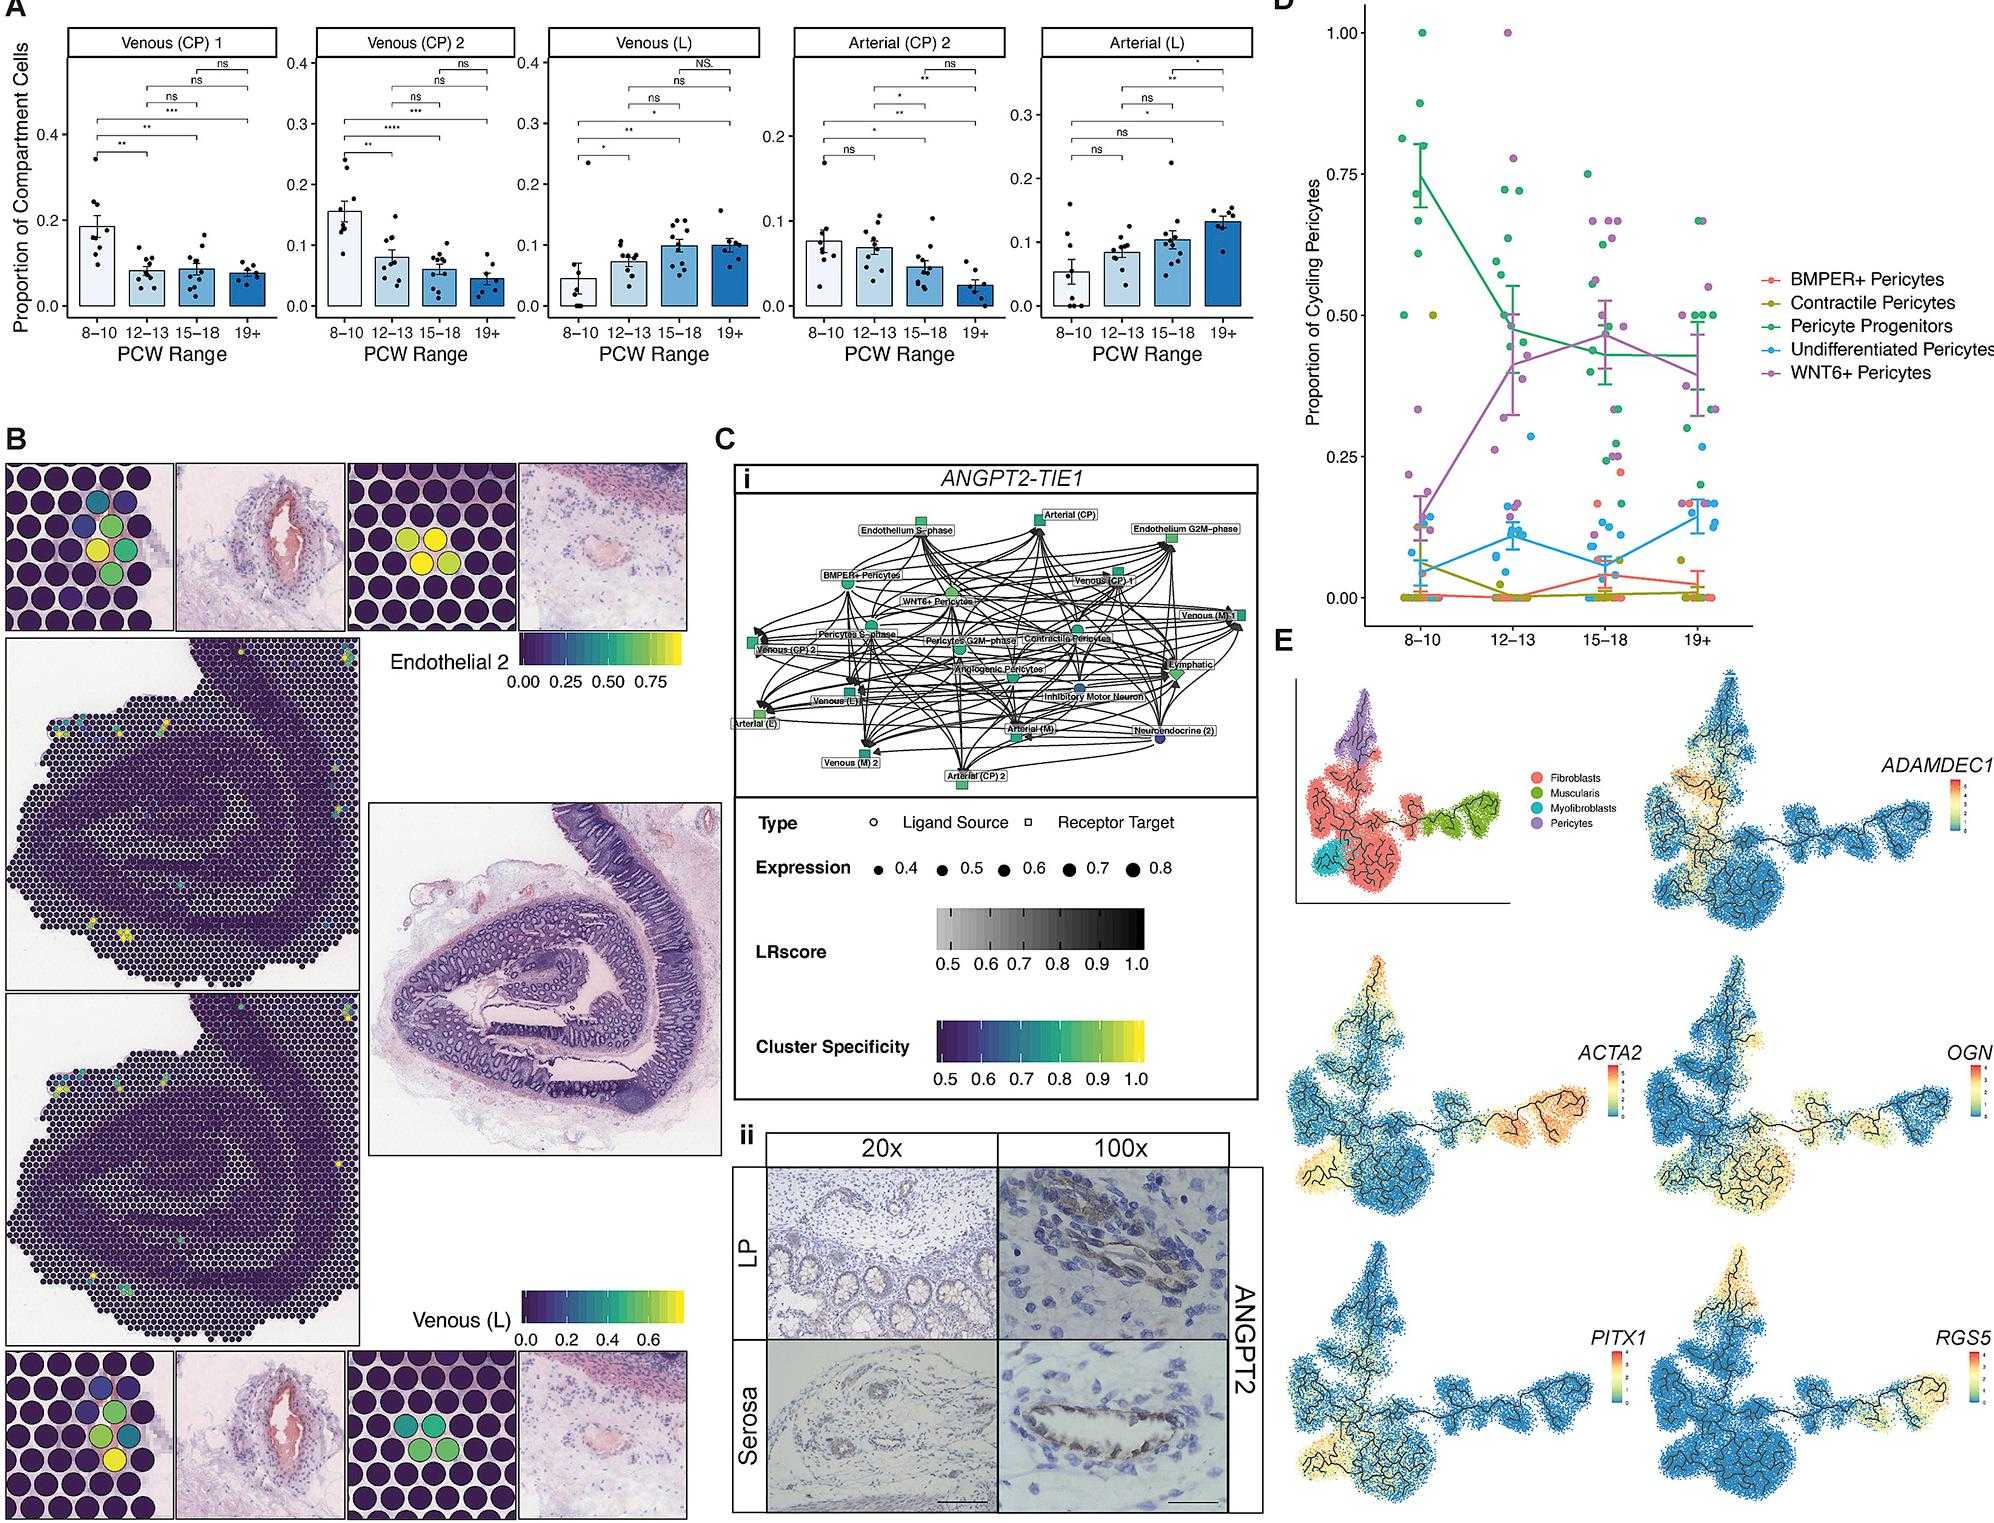 A
Proportion of Compartment Cells
Venous (CP) 1
ns
ns
ns
***
**
**
0.4
0.2
0.0
8–10 12–13 15–18 19+
PCW Range
Venous (CP) 2
ns
ns
ns
***
****
**
0.4
0.3
0.2
0.1
0.0
8–10 12–13 15–18 19+
PCW Range
Venous (L)
NS.
ns
ns
*
**
*
0.4
0.3
0.2
0.1
0.0
8–10 12–13 15–18 19+
PCW Range
Arterial (CP) 2
ns
**
*
**
*
ns
0.2
0.1
0.0
8–10 12–13 15–18 19+
PCW Range
Arterial (L)
*
**
ns
*
ns
ns
0.3
0.2
0.1
0.0
8–10 12–13 15–18 19+
PCW Range
B
Endothelial 2
0.00 0.25 0.50 0.75
Venous (L)
0.0 0.2 0.4 0.6
C
i
ANGPT2-TIE1
Endothelium S−phase
Arterial (CP)
Endothelium G2M−phase
BMPER+ Pericytes
Venous (CP) 1
WNT6+ Pericytes
Venous (M) 1
Pericytes S−phase
Pericytes G2M−phase
Contractile Pericytes
Venous (CP) 2
Angiogenic Pericytes
Lymphatic
Venous (L)
Inhibitory Motor Neuron
Arterial (L)
Arterial (M)
Neuroendocrine (2)
Venous (M) 2
Arterial (CP) 2
Type
Ligand Source
Receptor Target
Expression
0.4 0.5 0.6 0.7 0.8
LRscore
0.5 0.6 0.7 0.8 0.9 1.0
Cluster Specificity
0.5 0.6 0.7 0.8 0.9 1.0
ii
20x
100x
LP
Serosa
ANGPT2
D
Proportion of Cycling Pericytes
1.00
0.75
0.50
0.25
0.00
8–10 12–13 15–18 19+
BMPER+ Pericytes
Contractile Pericytes
Pericyte Progenitors
Undifferentiated Pericytes
WNT6+ Pericytes
E
Fibroblasts
Muscularis
Myofibroblasts
Pericytes
ADAMDEC1
ACTA2
OGN
PITX1
RGS5